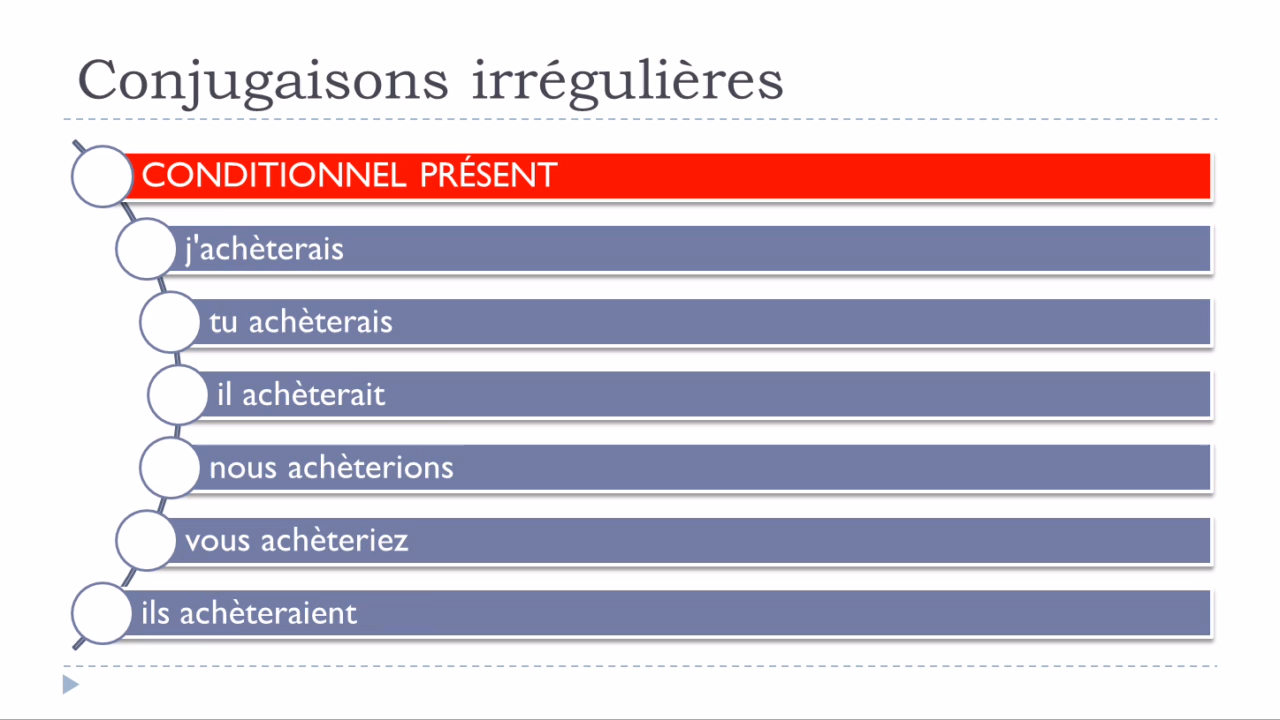 Conjugaisons irrégulières
CONDITIONNEL PRÉSENT
j'achèterais
tu achèterais
il achèterait
nous achèterions
vous achèteriez
ils achèteraient